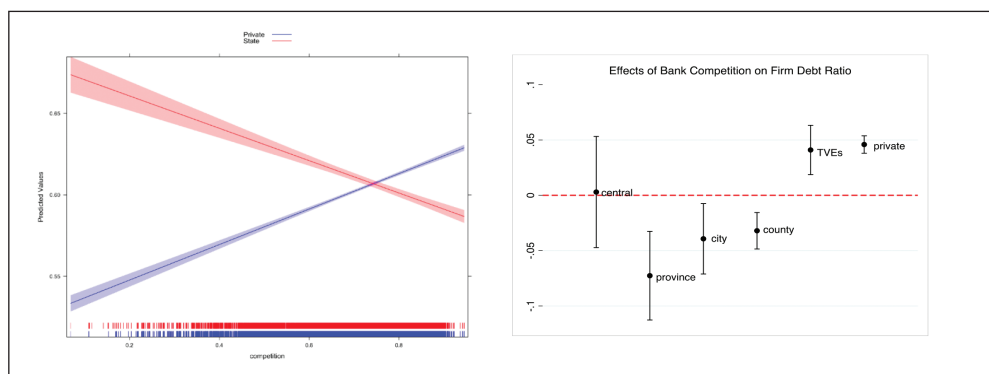 Private
State
0.65
0.60
0.55
Predicted Values
0.2
0.4
0.6
0.8
competition
Effects of Bank Competition on Firm Debt Ratio
.1
.05
0
-.05
-.1
central
province
city
county
TVEs
private